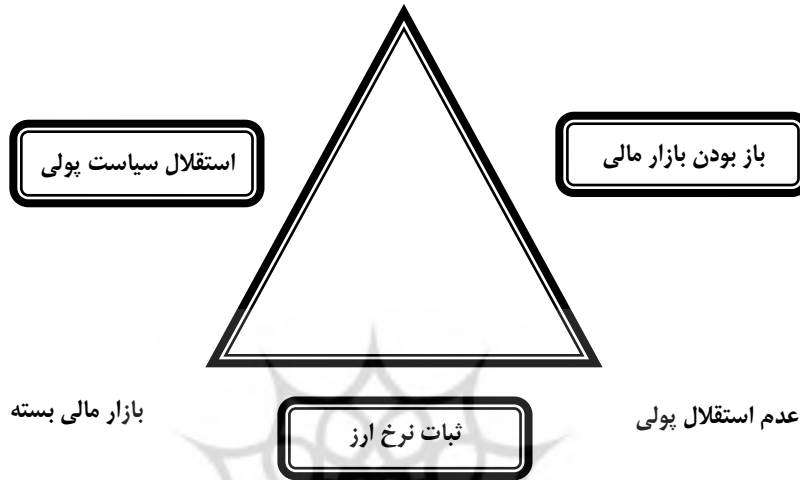 باز بودن بازار مالی
استقلال سیاست پولی
عدم استقلال پولی
ثبات نرخ ارز
بازار مالی بسته